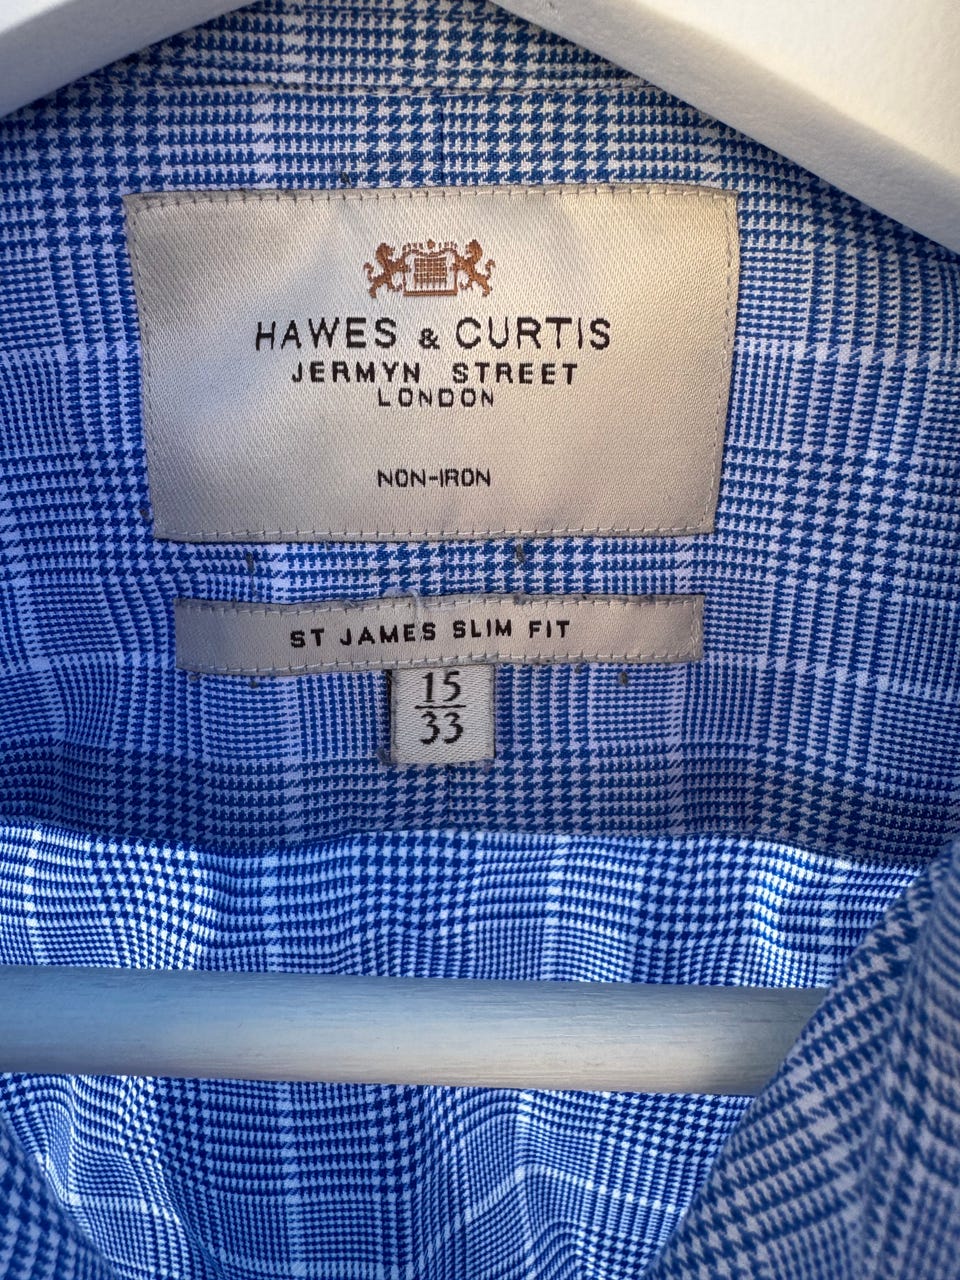 HAWES & CURTIS
JERMYN STREET
LONDON
NON-IRON
ST JAMES SLIM FIT
15
33